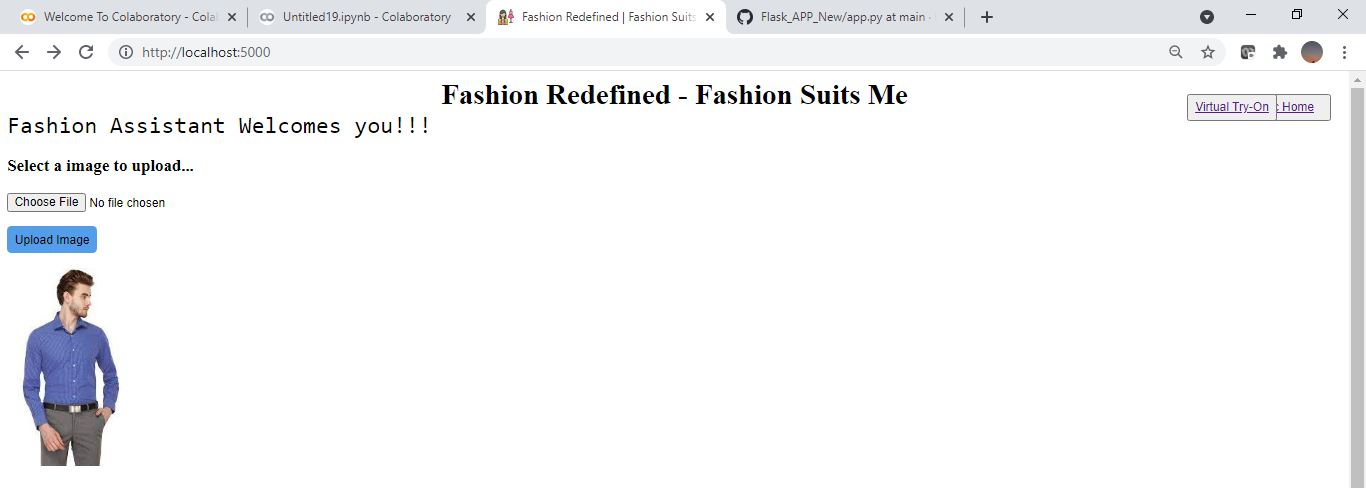 Welcome To Colaboratory - Cola
Untitled19.ipynb - Colaboratory
Fashion Redefined | Fashion Suits
Flask_APP_New/app.py at main
http://localhost:5000
Fashion Redefined - Fashion Suits Me
Virtual Try-On
Home
Fashion Assistant Welcomes you!!!
Select a image to upload...
Choose File No file chosen
Upload Image